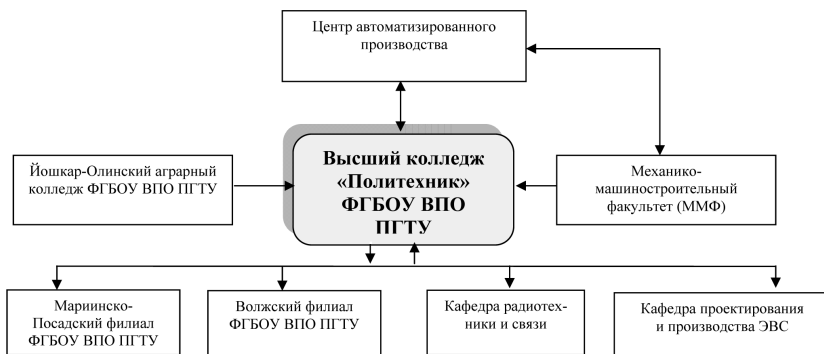 Центр автоматизированного
производства
Йошкар-Олинский аграрный
колледж ФГБОУ ВПО ПГТУ
Высший колледж
«Политехник»
ФГБОУ ВПО
ПГТУ
Механико-
машиностроительный
факультет (ММФ)
Мариинско-
Посадский филиал
ФГБОУ ВПО ПГТУ
Волжский филиал
ФГБОУ ВПО ПГТУ
Кафедра радиотех-
ники и связи
Кафедра проектирования
и производства ЭВС